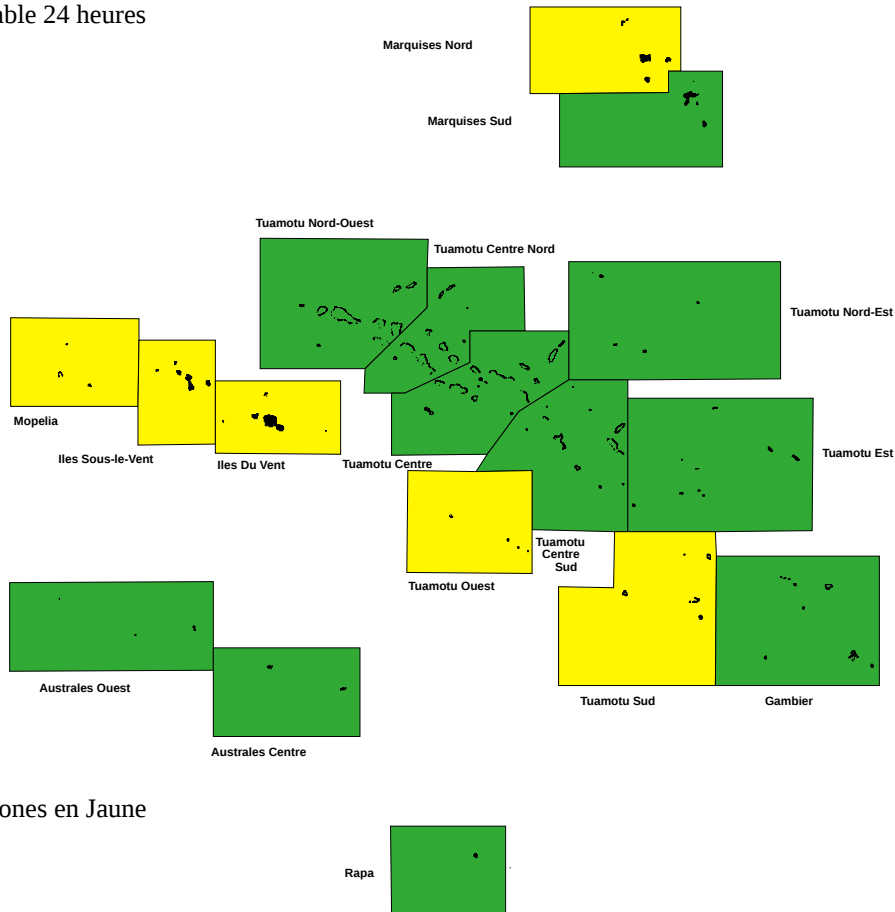 able 24 heures
Marquises Nord
Marquises Sud
Tuamotu Nord-Ouest
Tuamotu Centre Nord
Tuamotu Nord-Est
Mopelia
Iles Sous-le-Vent
Iles Du Vent
Tuamotu Centre
Tuamotu Est
Tuamotu
Centre
Sud
Tuamotu Ouest
Australes Ouest
Tuamotu Sud
Gambier
Australes Centre
ones en Jaune
Rapa